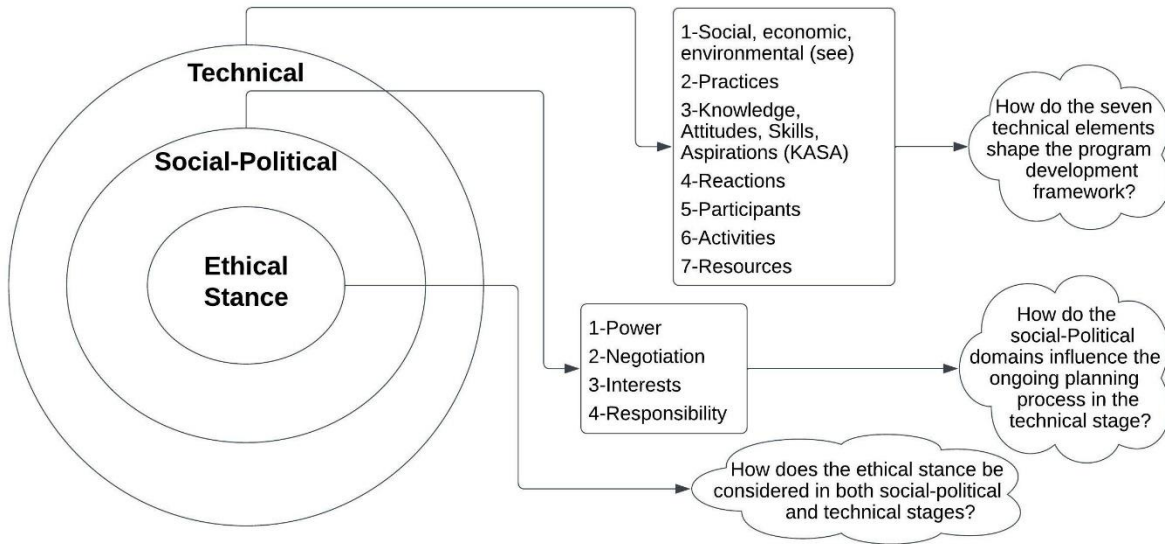 Technical
Social-Political
Ethical
Stance
1-Social, economic,
environmental (see)
2-Practices
3-Knowledge,
Attitudes, Skills,
Aspirations (KASA)
4-Reactions
5-Participants
6-Activities
7-Resources
How do the seven
technical elements
shape the program
development
framework?
1-Power
2-Negotiation
3-Interests
4-Responsibility
How do the
social-Political
domains influence the
ongoing planning
process in the
technical stage?
How does the ethical stance be
considered in both social-political
and technical stages?